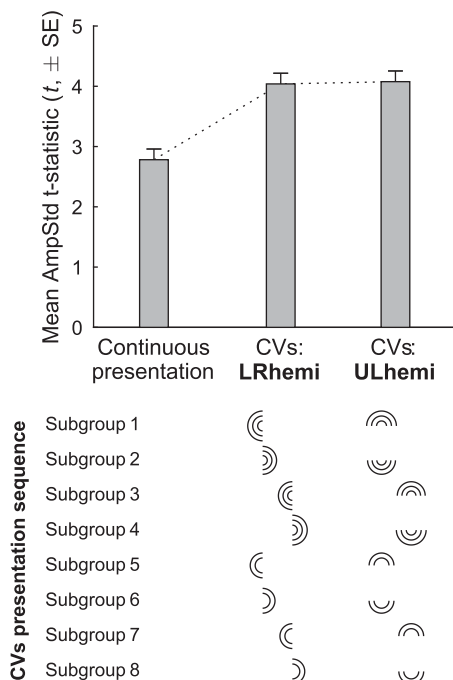 Mean AmpStd t-statistic (t, ± SE)
5
4
3
2
1
0
Continuous
presentation
CVs:
LRhemi
CVs:
ULhemi
CVs presentation sequence
Subgroup 1
Subgroup 2
Subgroup 3
Subgroup 4
Subgroup 5
Subgroup 6
Subgroup 7
Subgroup 8